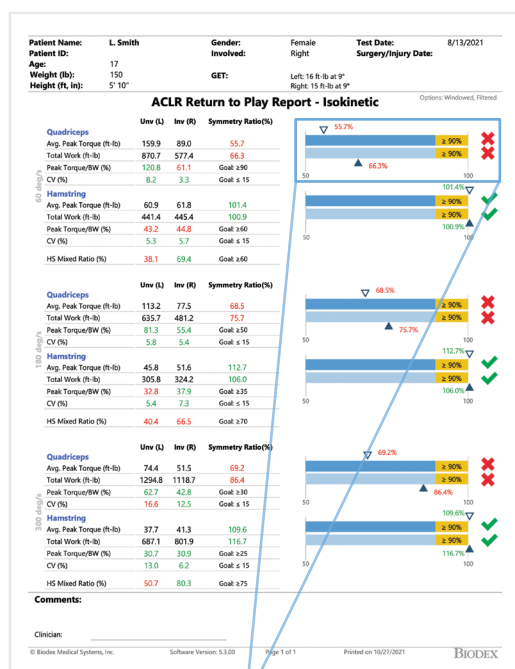 Patient Name: L. Smith Gender: Female Test Date: 8/13/2021
Patient ID: Involved: Right Surgery/Injury Date:
Age: 17
Weight (lb): 150 GET: Left: 16 ft-lb at 9°
Height (ft, in): 5' 10" Right: 15 ft-lb at 9°
ACLR Return to Play Report - Isokinetic Options: Windowed, Filtered
60 deg/s
Unv (L) Inv (R) Symmetry Ratio(%)
Quadriceps
Avg. Peak Torque (ft-lb) 159.9 89.0 55.7
Total Work (ft-lb) 870.7 577.4 66.3
Peak Torque/BW (%) 120.8 61.1 Goal: ≥90
CV (%) 8.2 3.3 Goal: ≤ 15
Hamstring
Avg. Peak Torque (ft-lb) 60.9 61.8 101.4
Total Work (ft-lb) 441.4 445.4 100.9
Peak Torque/BW (%) 43.2 44.8 Goal: ≥60
CV (%) 5.3 5.7 Goal: ≤ 15
HS Mixed Ratio (%) 38.1 69.4 Goal: ≥60
55.7%
≥ 90%
≥ 90%
66.3%
50 100
101.4%
≥ 90%
≥ 90%
100.9%
50 100
180 deg/s
Unv (L) Inv (R) Symmetry Ratio(%)
Quadriceps
Avg. Peak Torque (ft-lb) 113.2 77.5 68.5
Total Work (ft-lb) 635.7 481.2 75.7
Peak Torque/BW (%) 81.3 55.4 Goal: ≥50
CV (%) 5.8 5.4 Goal: ≤ 15
Hamstring
Avg. Peak Torque (ft-lb) 45.8 51.6 112.7
Total Work (ft-lb) 305.8 324.2 106.0
Peak Torque/BW (%) 32.8 37.9 Goal: ≥35
CV (%) 5.4 7.3 Goal: ≤ 15
HS Mixed Ratio (%) 40.4 66.5 Goal: ≥70
68.5%
≥ 90%
≥ 90%
75.7%
50 100
112.7%
≥ 90%
≥ 90%
106.0%
50 100
300 deg/s
Unv (L) Inv (R) Symmetry Ratio(%)
Quadriceps
Avg. Peak Torque (ft-lb) 74.4 51.5 69.2
Total Work (ft-lb) 1294.8 1118.7 86.4
Peak Torque/BW (%) 62.7 42.8 Goal: ≥30
CV (%) 16.6 12.5 Goal: ≤ 15
Hamstring
Avg. Peak Torque (ft-lb) 37.7 41.3 109.6
Total Work (ft-lb) 687.1 801.9 116.7
Peak Torque/BW (%) 30.7 30.9 Goal: ≥25
CV (%) 13.0 6.2 Goal: ≤ 15
HS Mixed Ratio (%) 50.7 80.3 Goal: ≥75
69.2%
≥ 90%
≥ 90%
86.4%
50 100
109.6%
≥ 90%
≥ 90%
116.7%
50 100
Comments:
Clinician:
© Biodex Medical Systems, Inc. Software Version: 5.3.00 Page 1 of 1 Printed on 10/27/2021 BIODEX